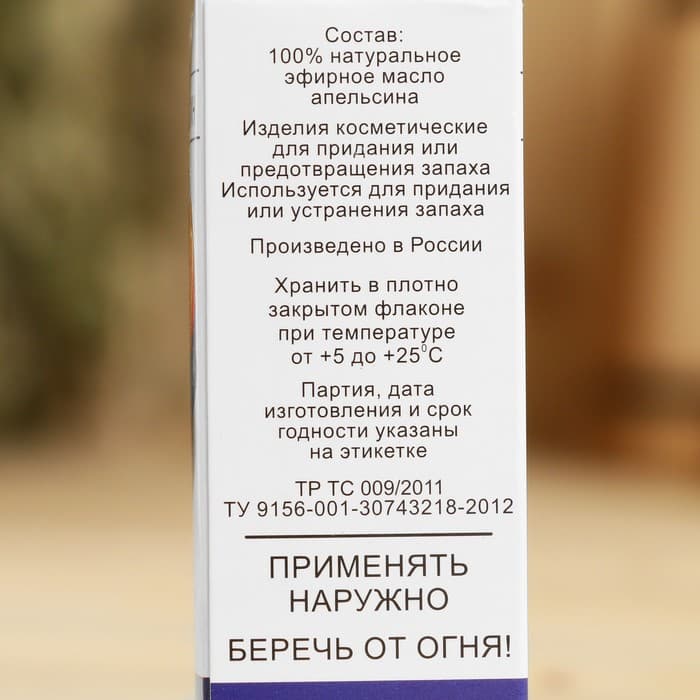 Состав:
100% натуральное
эфирное масло
апельсина
Изделия косметические
для придания или
предотвращения запаха
Используется для придания
или устранения запаха
Произведено в России
Хранить в плотно
закрытом флаконе
при температуре
от +5 до +25⁰С
Партия, дата
изготовления и срок
годности указаны
на этикетке
ТР ТС 009/2011
ТУ 9156-001-30743218-2012
ПРИМЕНЯТЬ
НАРУЖНО
БЕРЕЧЬ ОТ ОГНЯ!